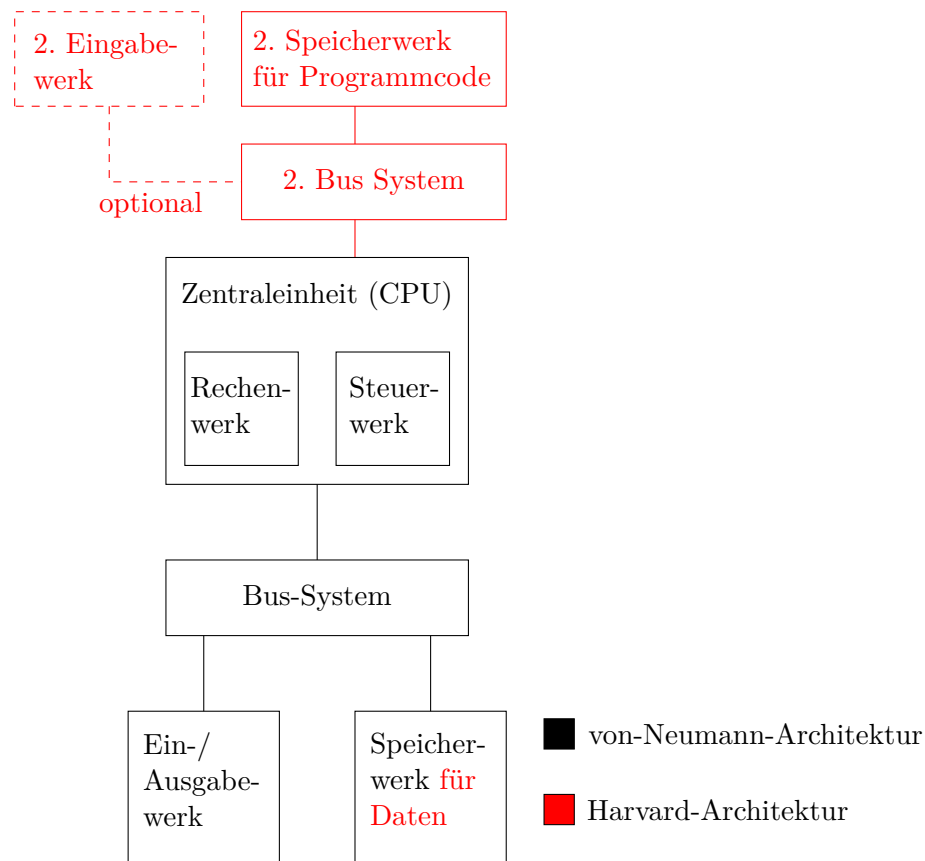 2. Eingabe-
werk
2. Speicherwerk
für Programmcode
2. Bus System
optional
Zentraleinheit (CPU)
Rechen-
werk
Steuer-
werk
Bus-System
Ein-/
Ausgabe-
werk
Speicher-
werk für
Daten
von-Neumann-Architektur
Harvard-Architektur